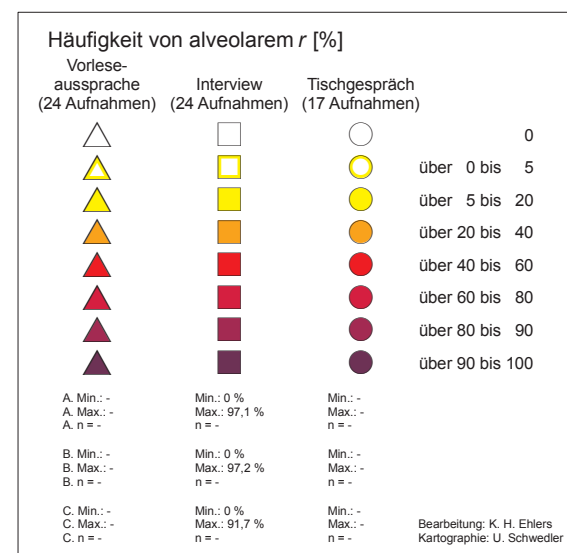 Häufigkeit von alveolarem r [%]
Vorlese-
aussprache
(24 Aufnahmen)
Interview
(24 Aufnahmen)
Tischgespräch
(17 Aufnahmen)
0
über 0 bis 5
über 5 bis 20
über 20 bis 40
über 40 bis 60
über 60 bis 80
über 80 bis 90
über 90 bis 100
A. Min.: - Min.: 0 % Min.: -
A. Max.: - Max.: 97,1 % Max.: -
A. n = - n = - n = -
B. Min.: - Min.: 0 % Min.: -
B. Max.: - Max.: 97,2 % Max.: -
B. n = - n = - n = -
C. Min.: - Min.: 0 % Min.: -
C. Max.: - Max.: 91,7 % Max.: -
C. n = - n = - n = -
Bearbeitung: K. H. Ehlers
Kartographie: U. Schwedler